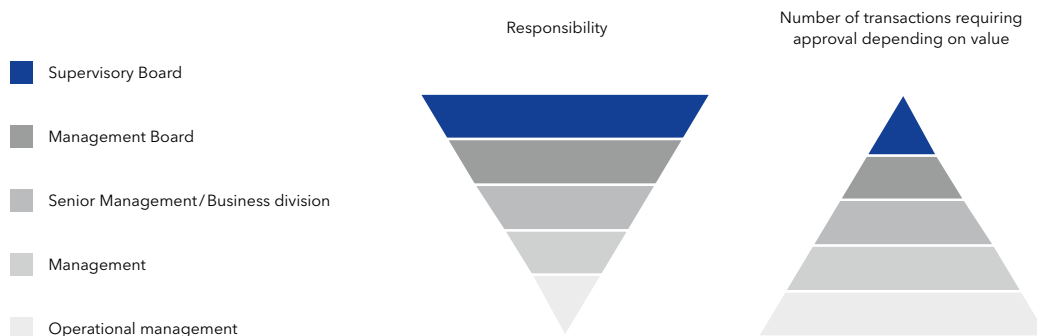 Responsibility
Number of transactions requiring
approval depending on value
Supervisory Board
Management Board
Senior Management/Business division
Management
Operational management